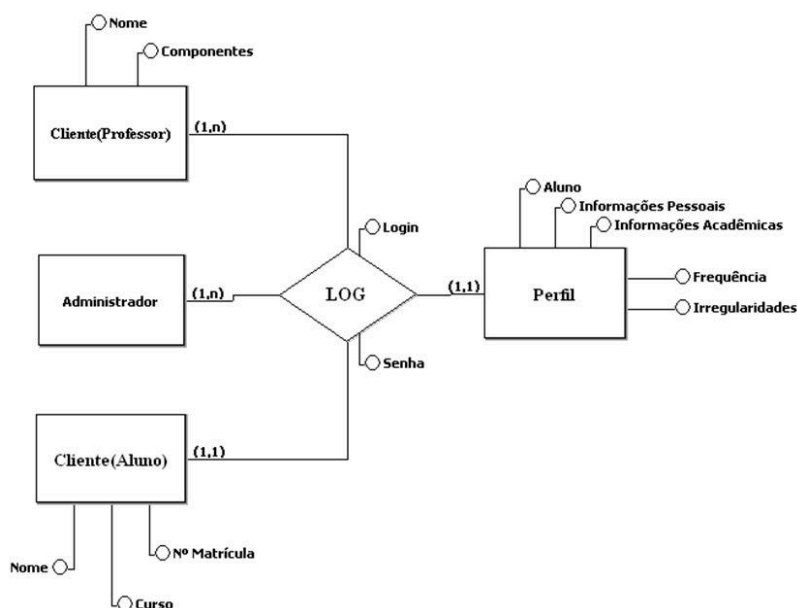 Nome
Componentes
Cliente(Professor)
(1,n)
Aluno
Informações Pessoais
Informações Acadêmicas
Login
Administrador
(1,n)
LOG
(1,1)
Perfil
Frequência
Irregularidades
Senha
Cliente(Aluno)
(1,1)
Nº Matrícula
Nome
Curso